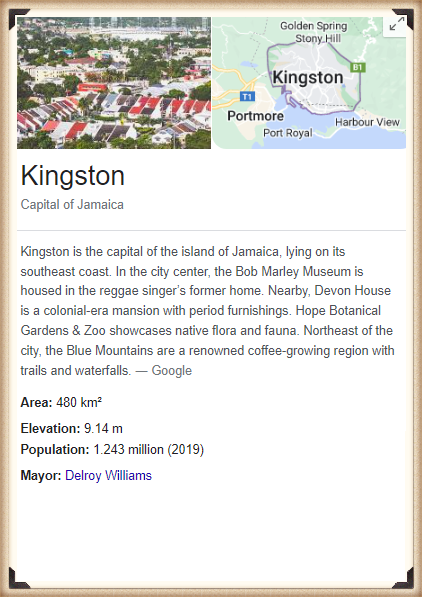 Golden Spring
Stony Hill
B1
Kingston
T1
Portmore
Harbour View
Port Royal
Kingston
Capital of Jamaica
Kingston is the capital of the island of Jamaica, lying on its
southeast coast. In the city center, the Bob Marley Museum is
housed in the reggae singer’s former home. Nearby, Devon House
is a colonial-era mansion with period furnishings. Hope Botanical
Gardens & Zoo showcases native flora and fauna. Northeast of the
city, the Blue Mountains are a renowned coffee-growing region with
trails and waterfalls. — Google
Area: 480 km²
Elevation: 9.14 m
Population: 1.243 million (2019)
Mayor: Delroy Williams